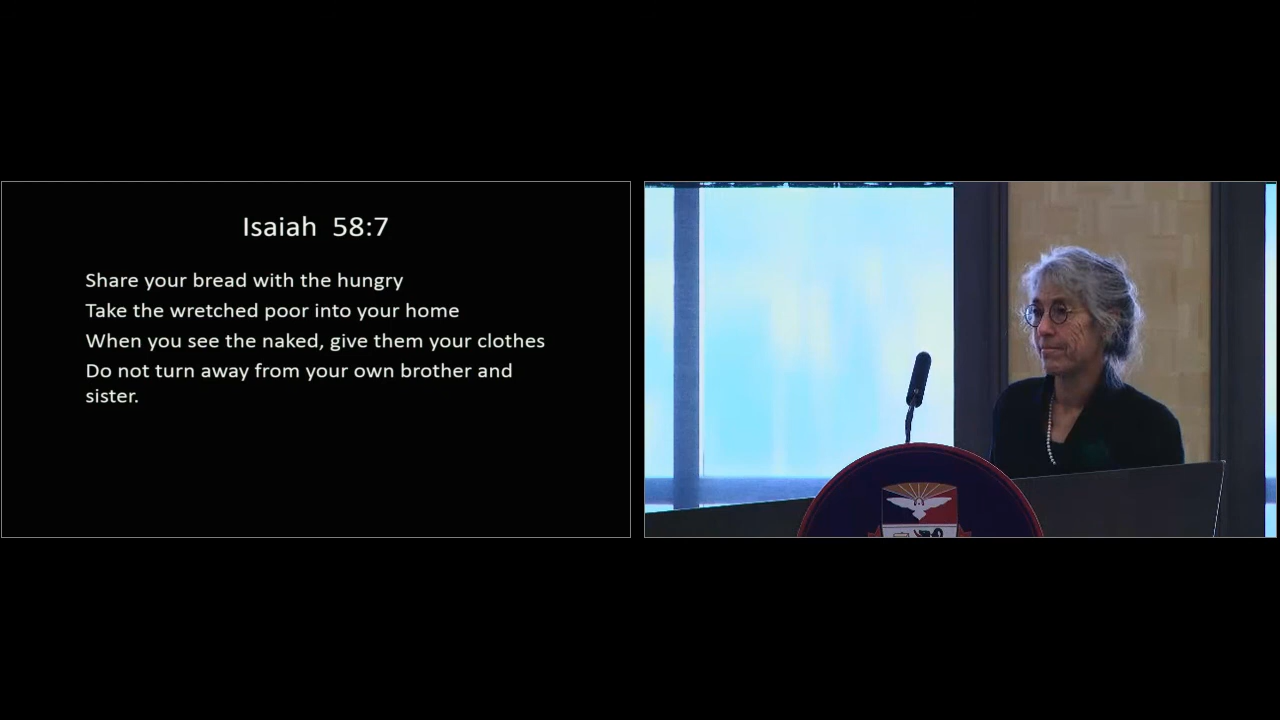 Isaiah 58:7
Share your bread with the hungry
Take the wretched poor into your home
When you see the naked, give them your clothes
Do not turn away from your own brother and
sister.